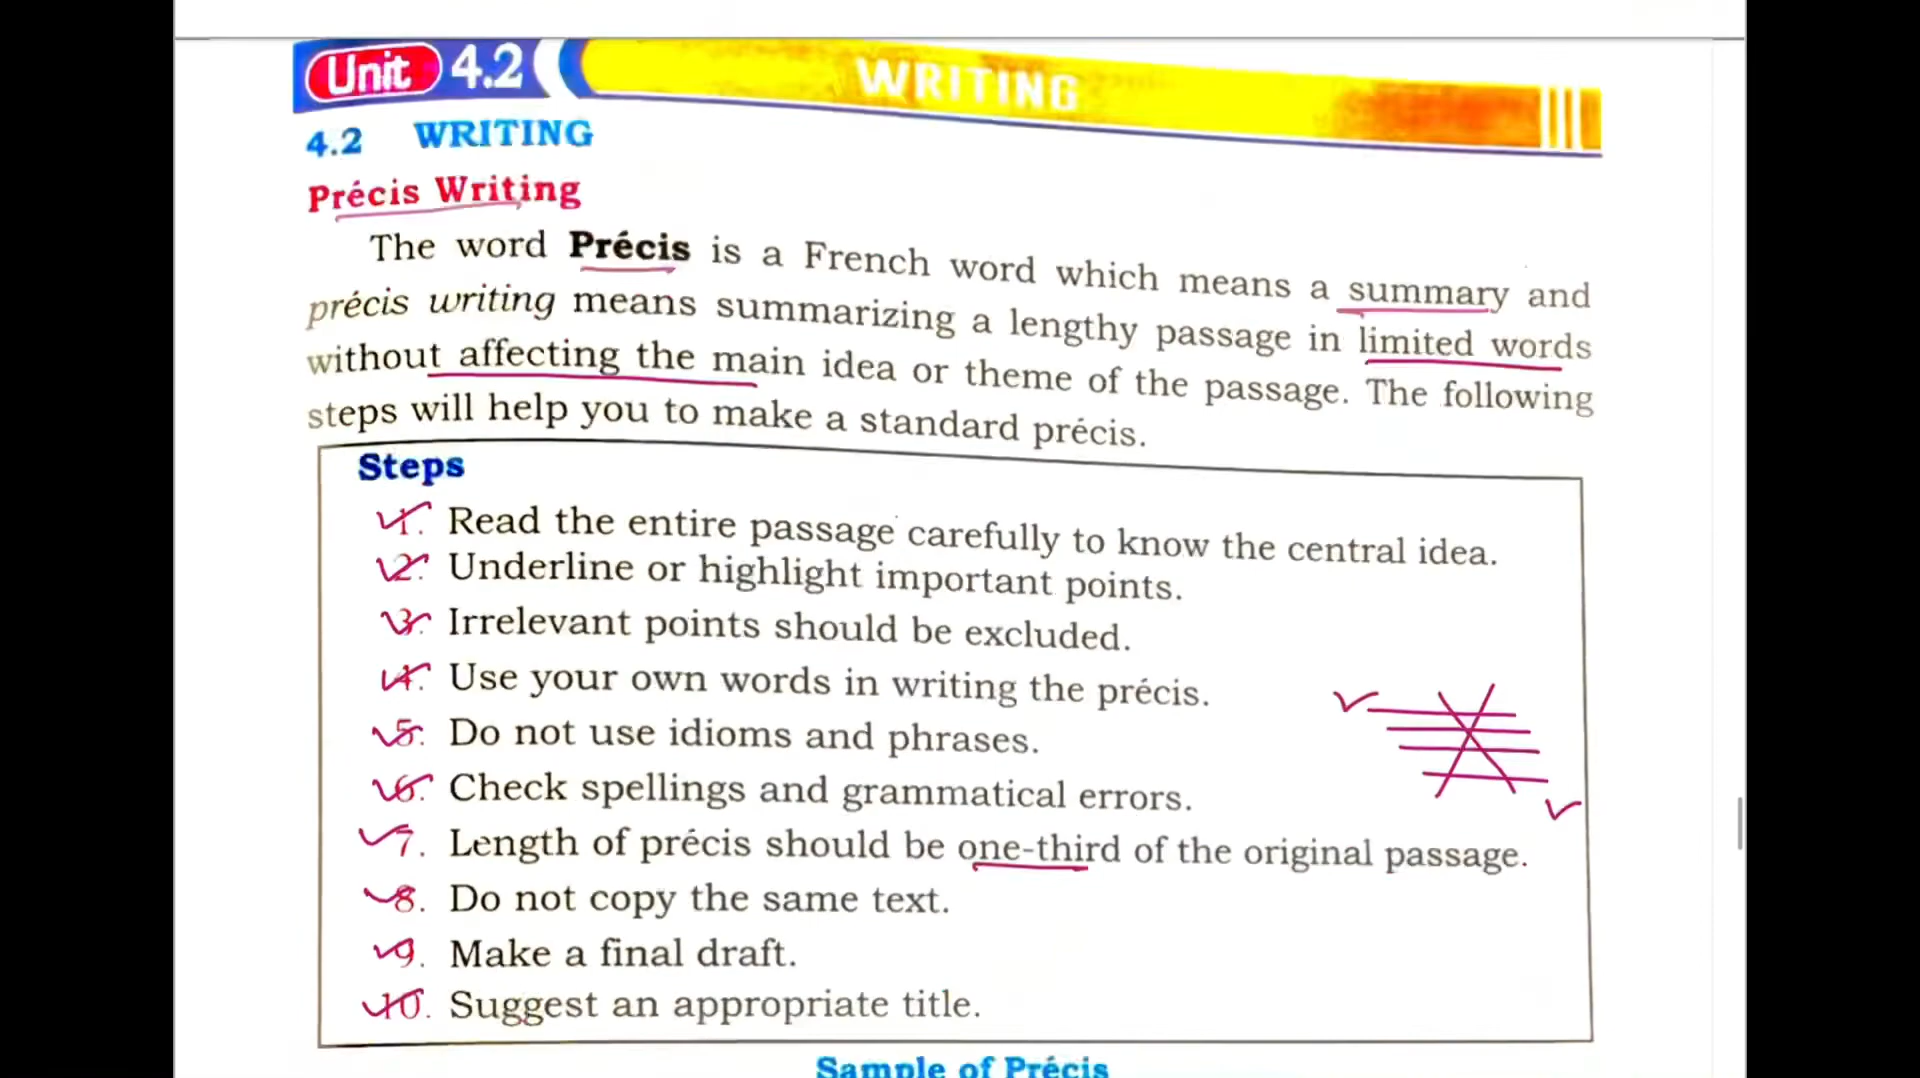 Unit 4.2 WRITING
4.2 WRITING
Précis Writing
The word Précis is a French word which means a summary and
précis writing means summarizing a lengthy passage in limited words
without affecting the main idea or theme of the passage. The following
steps will help you to make a standard précis.
Steps
1. Read the entire passage carefully to know the central idea.
2. Underline or highlight important points.
3. Irrelevant points should be excluded.
4. Use your own words in writing the précis.
5. Do not use idioms and phrases.
6. Check spellings and grammatical errors.
7. Length of précis should be one-third of the original passage.
8. Do not copy the same text.
9. Make a final draft.
10. Suggest an appropriate title.
Sample of Précis